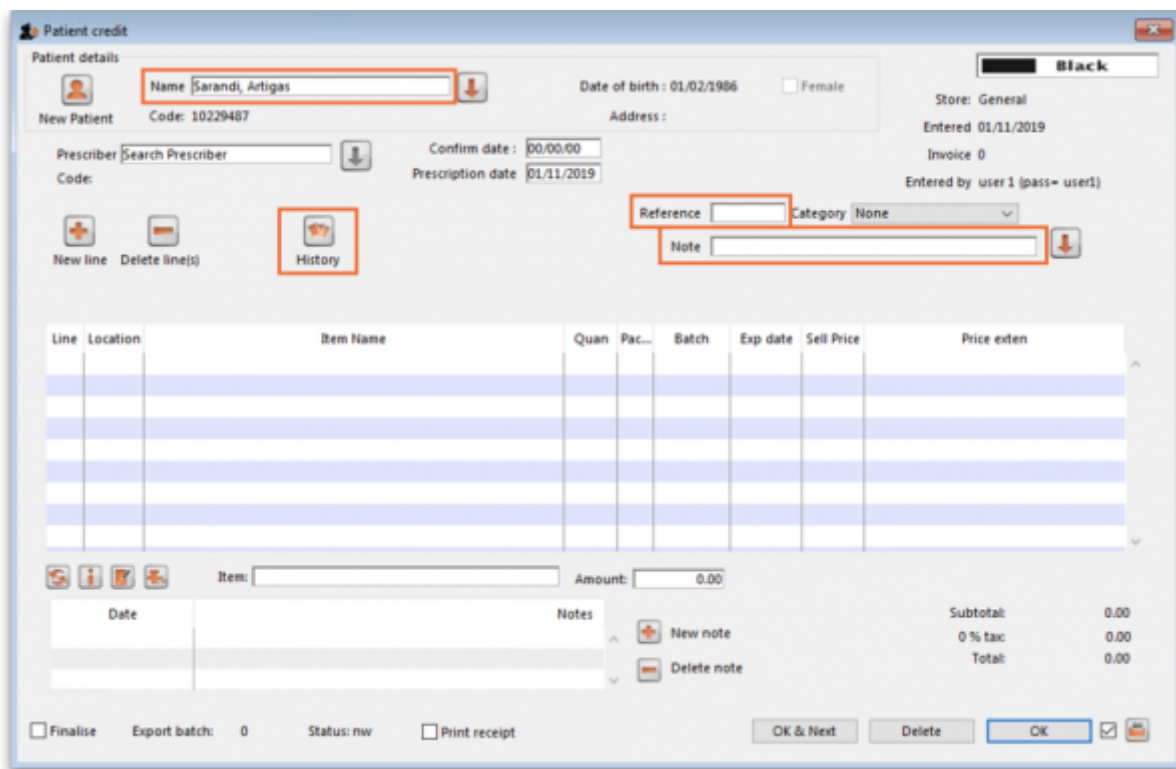 Patient credit
Patient details
Black
Name Sarandi, Artigas
Date of birth : 01/02/1986
Female
New Patient
Code: 10229487
Address :
Store: General
Entered 01/11/2019
Prescriber Search Prescriber
Confirm date : 00/00/00
Invoice 0
Code:
Prescription date 01/11/2019
Entered by user 1 (pass= user1)
Reference
Category None
Note
New line Delete line(s) History
Line Location Item Name Quan Pac... Batch Exp date Sell Price Price exten
Item:
Amount: 0.00
Date Notes
New note
Delete note
Subtotal: 0.00
0 % tax: 0.00
Total: 0.00
Finalise Export batch: 0 Status: nw Print receipt OK & Next Delete OK